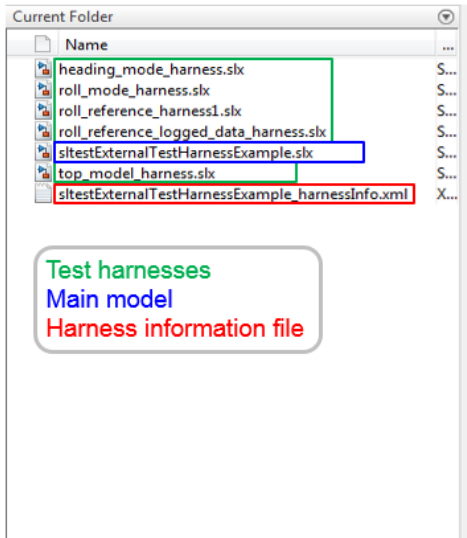 Current Folder
Name ...
heading_mode_harness.slx S...
roll_mode_harness.slx S...
roll_reference_harness1.slx S...
roll_reference_logged_data_harness.slx S...
sltestExternalTestHarnessExample.slx S...
top_model_harness.slx S...
sltestExternalTestHarnessExample_harnessInfo.xml X...
Test harnesses
Main model
Harness information file